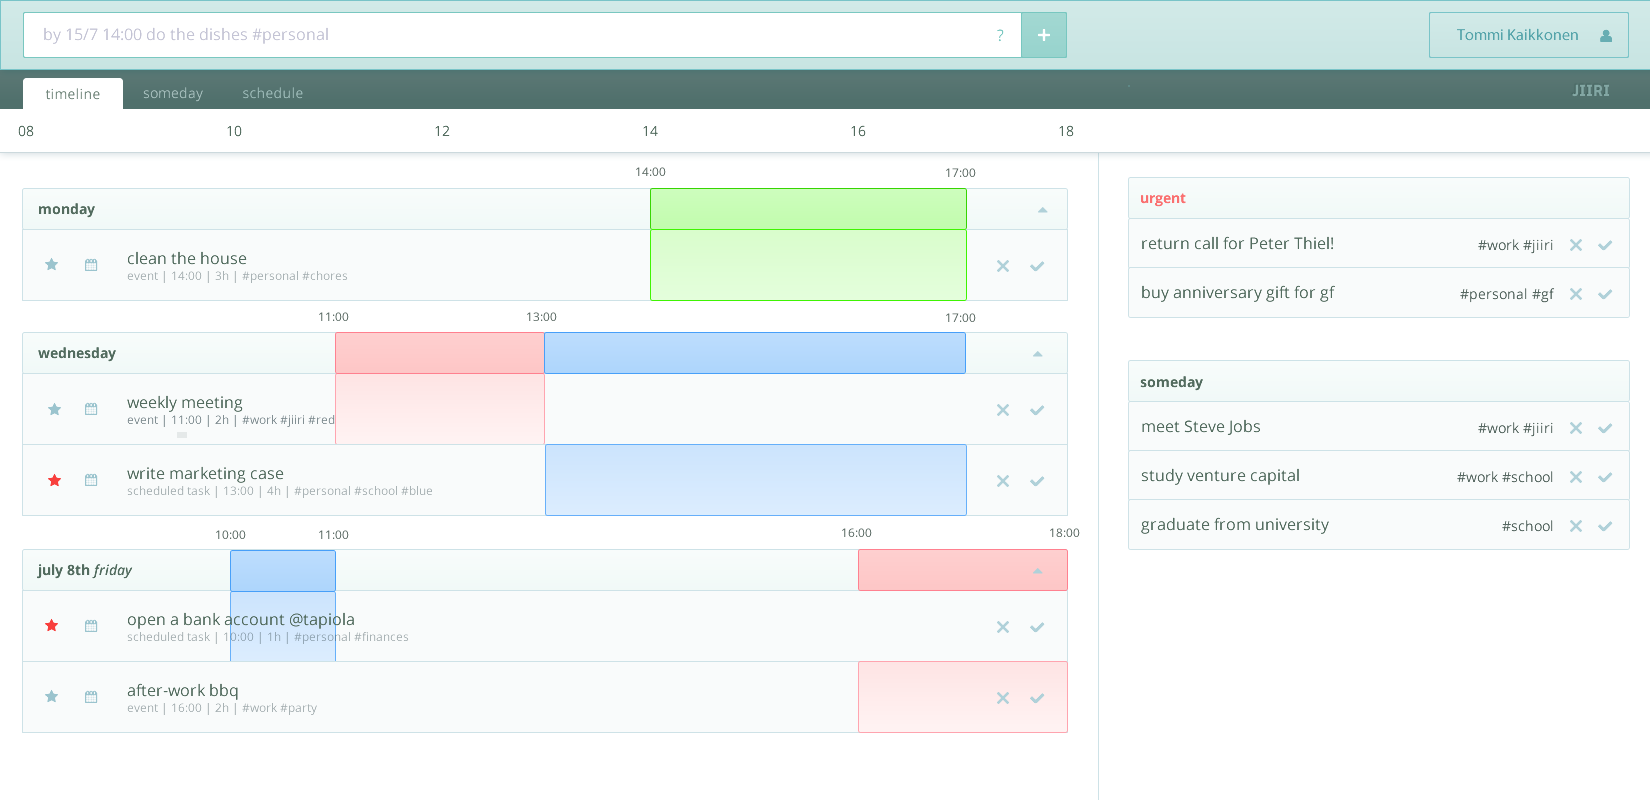 by 15/7 14:00 do the dishes #personal
?
+
Tommi Kaikkonen
timeline
someday
schedule
JIIRI
08
10
12
14
16
18
14:00
17:00
monday
clean the house
event | 14:00 | 3h | #personal #chores
11:00
13:00
17:00
wednesday
weekly meeting
event | 11:00 | 2h | #work #jiiri #red
write marketing case
scheduled task | 13:00 | 4h | #personal #school #blue
10:00
11:00
16:00
18:00
july 8th friday
open a bank account @tapiola
scheduled task | 10:00 | 1h | #personal #finances
after-work bbq
event | 16:00 | 2h | #work #party
urgent
return call for Peter Thiel!
#work #jiiri
buy anniversary gift for gf
#personal #gf
someday
meet Steve Jobs
#work #jiiri
study venture capital
#work #school
graduate from university
#school